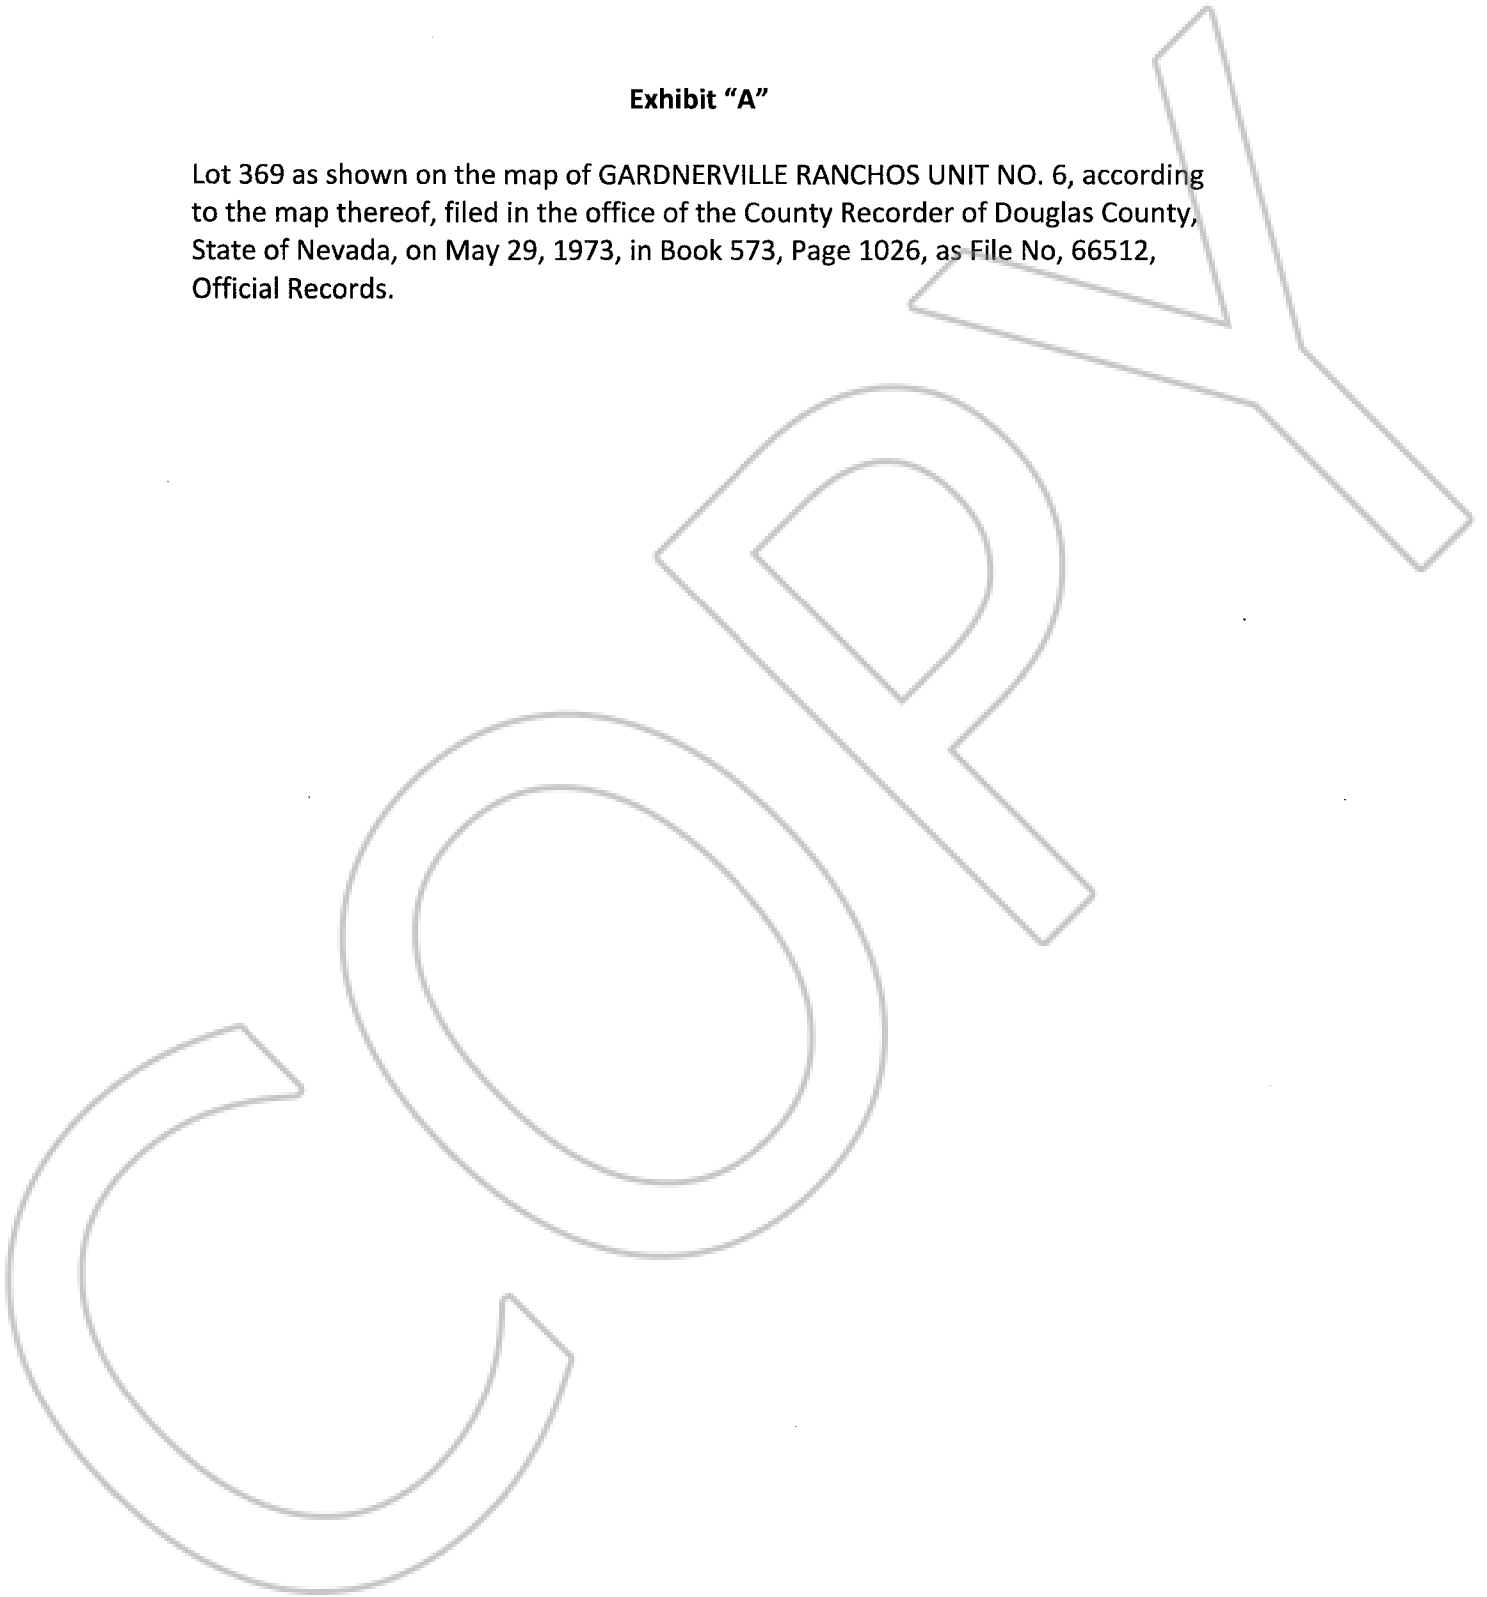 Exhibit “A”
Lot 369 as shown on the map of GARDNERVILLE RANCHOS UNIT NO. 6, according
to the map thereof, filed in the office of the County Recorder of Douglas County,
State of Nevada, on May 29, 1973, in Book 573, Page 1026, as File No, 66512,
Official Records.
COPY